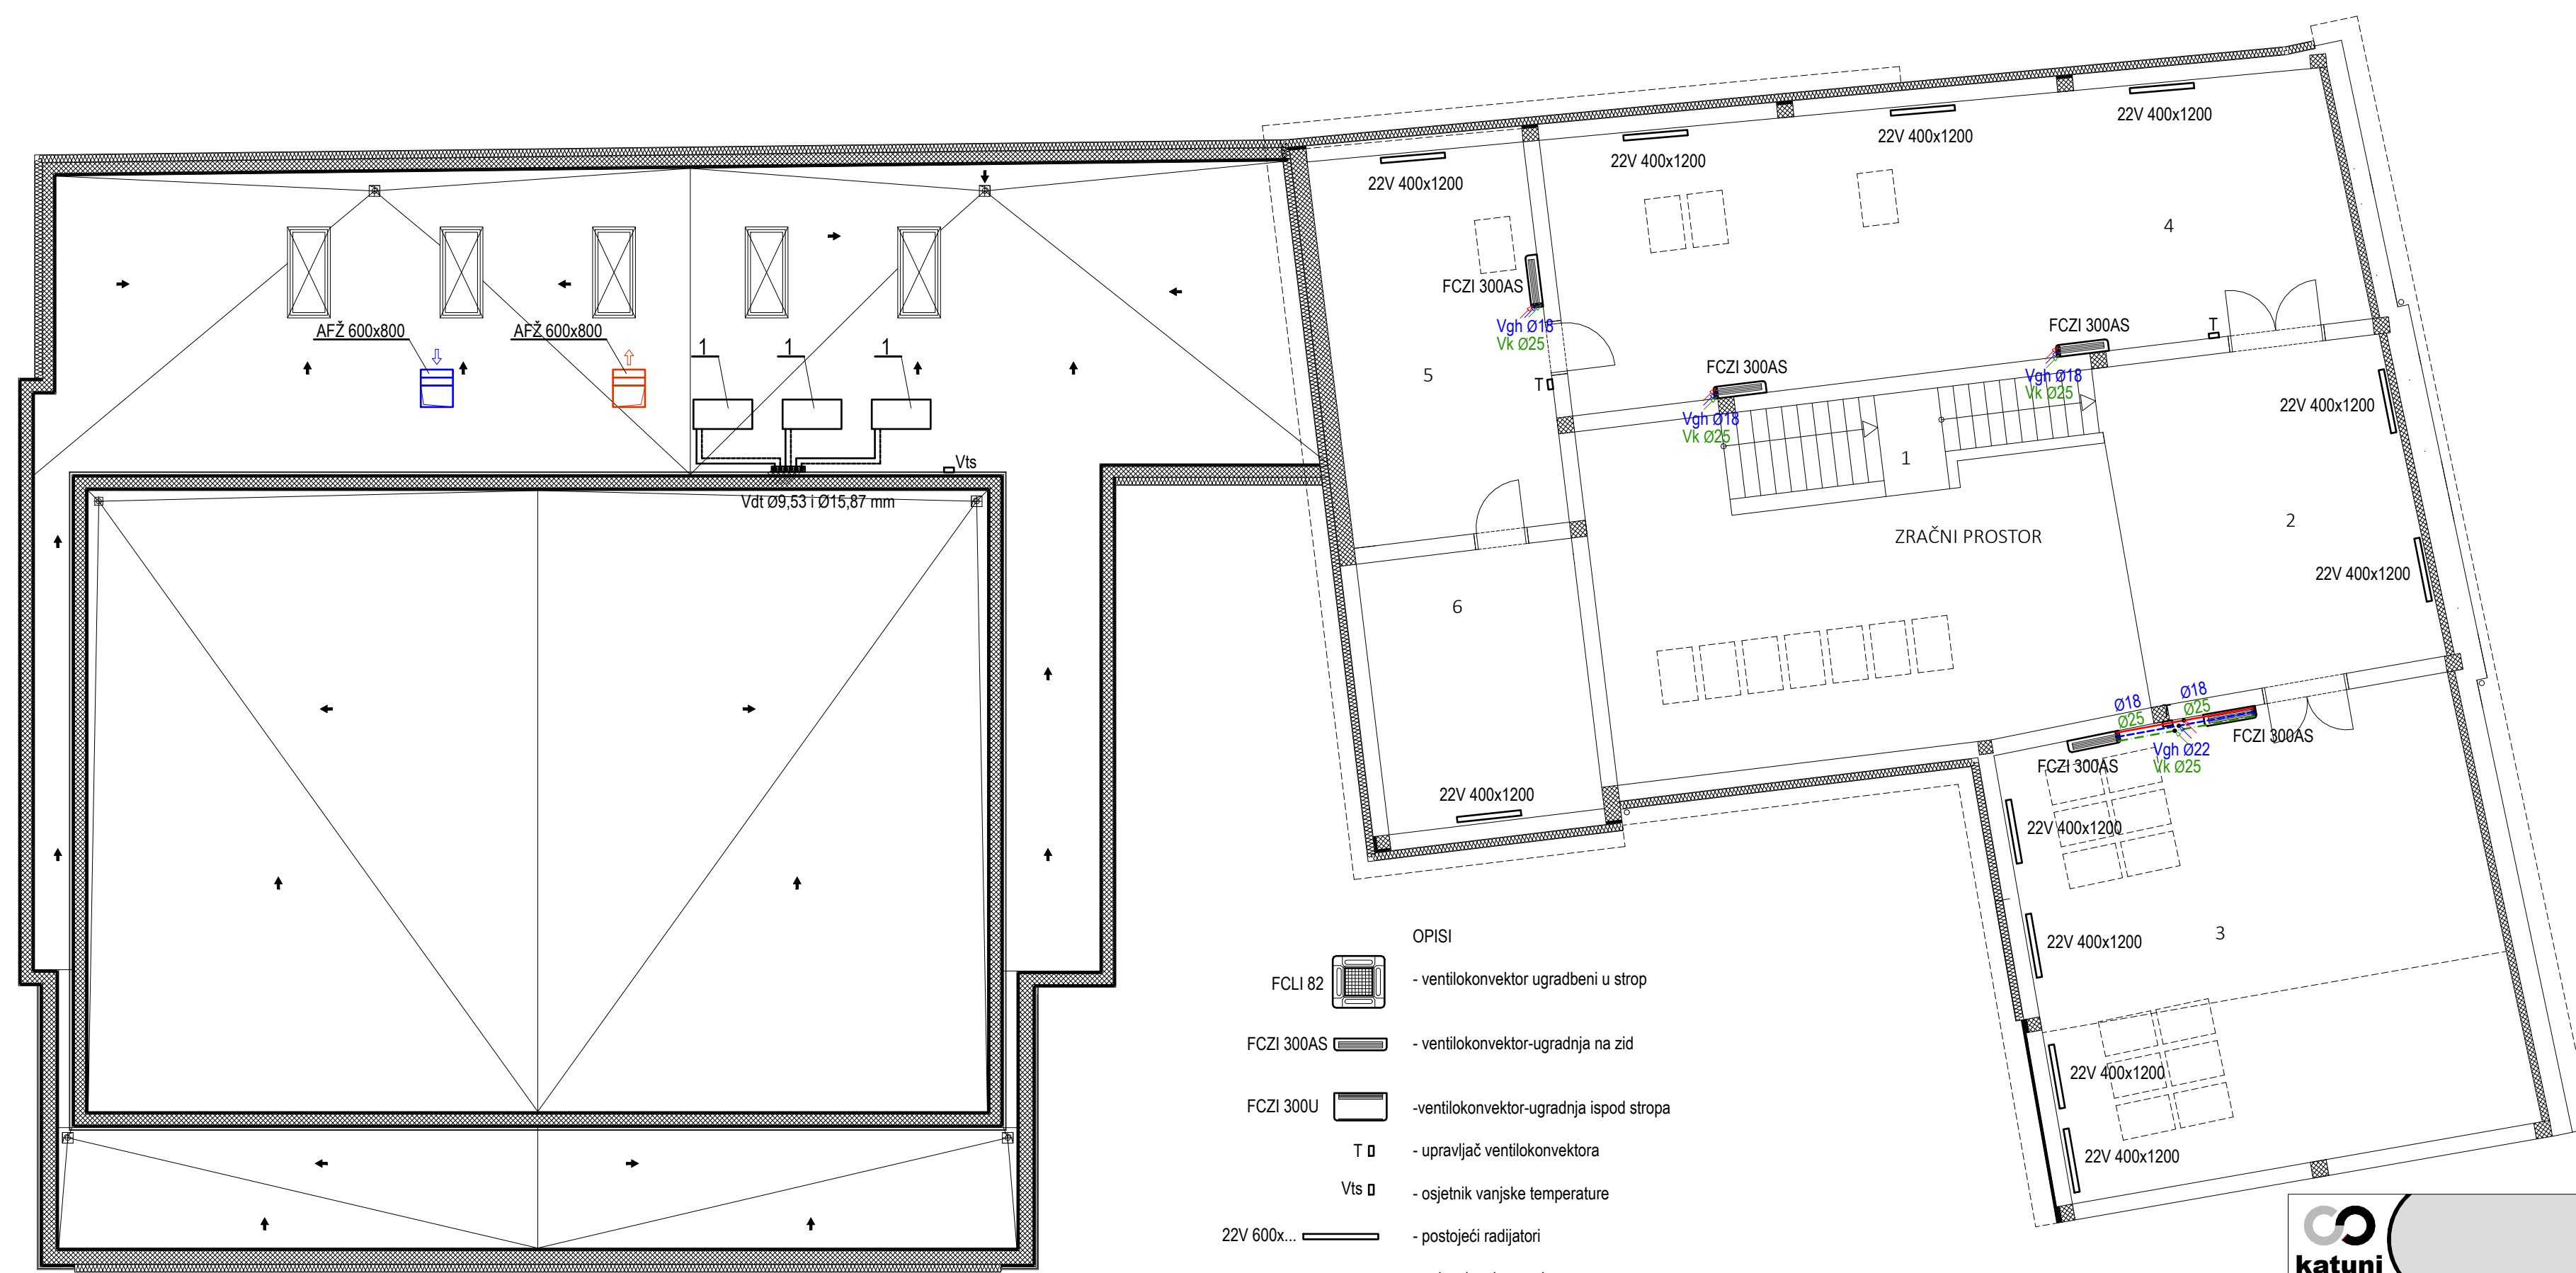 22V 400x1200
22V 400x1200
22V 400x1200
22V 400x1200
4
FCZI 300AS
Vgh Ø18
Vk Ø25
T
5
FCZI 300AS
Vgh Ø18
Vk Ø25
FCZI 300AS
Vgh Ø18
Vk Ø25
T
22V 400x1200
1
2
ZRAČNI PROSTOR
22V 400x1200
6
AFŽ 600x800
AFŽ 600x800
1
1
1
Vts
Vdt Ø9,53 i Ø15,87 mm
Ø18
Ø25
Ø18
Ø25
FCZI 300AS
Vgh Ø22
Vk Ø25
FCZI 300AS
22V 400x1200
22V 400x1200
22V 400x1200
3
22V 400x1200
22V 400x1200
OPISI
FCLI 82
- ventilokonvektor ugradbeni u strop
FCZI 300AS
- ventilokonvektor-ugradnja na zid
FCZI 300U
-ventilokonvektor-ugradnja ispod stropa
T
- upravljač ventilokonvektora
Vts
- osjetnik vanjske temperature
22V 600x...
- postojeći radijatori
katuni